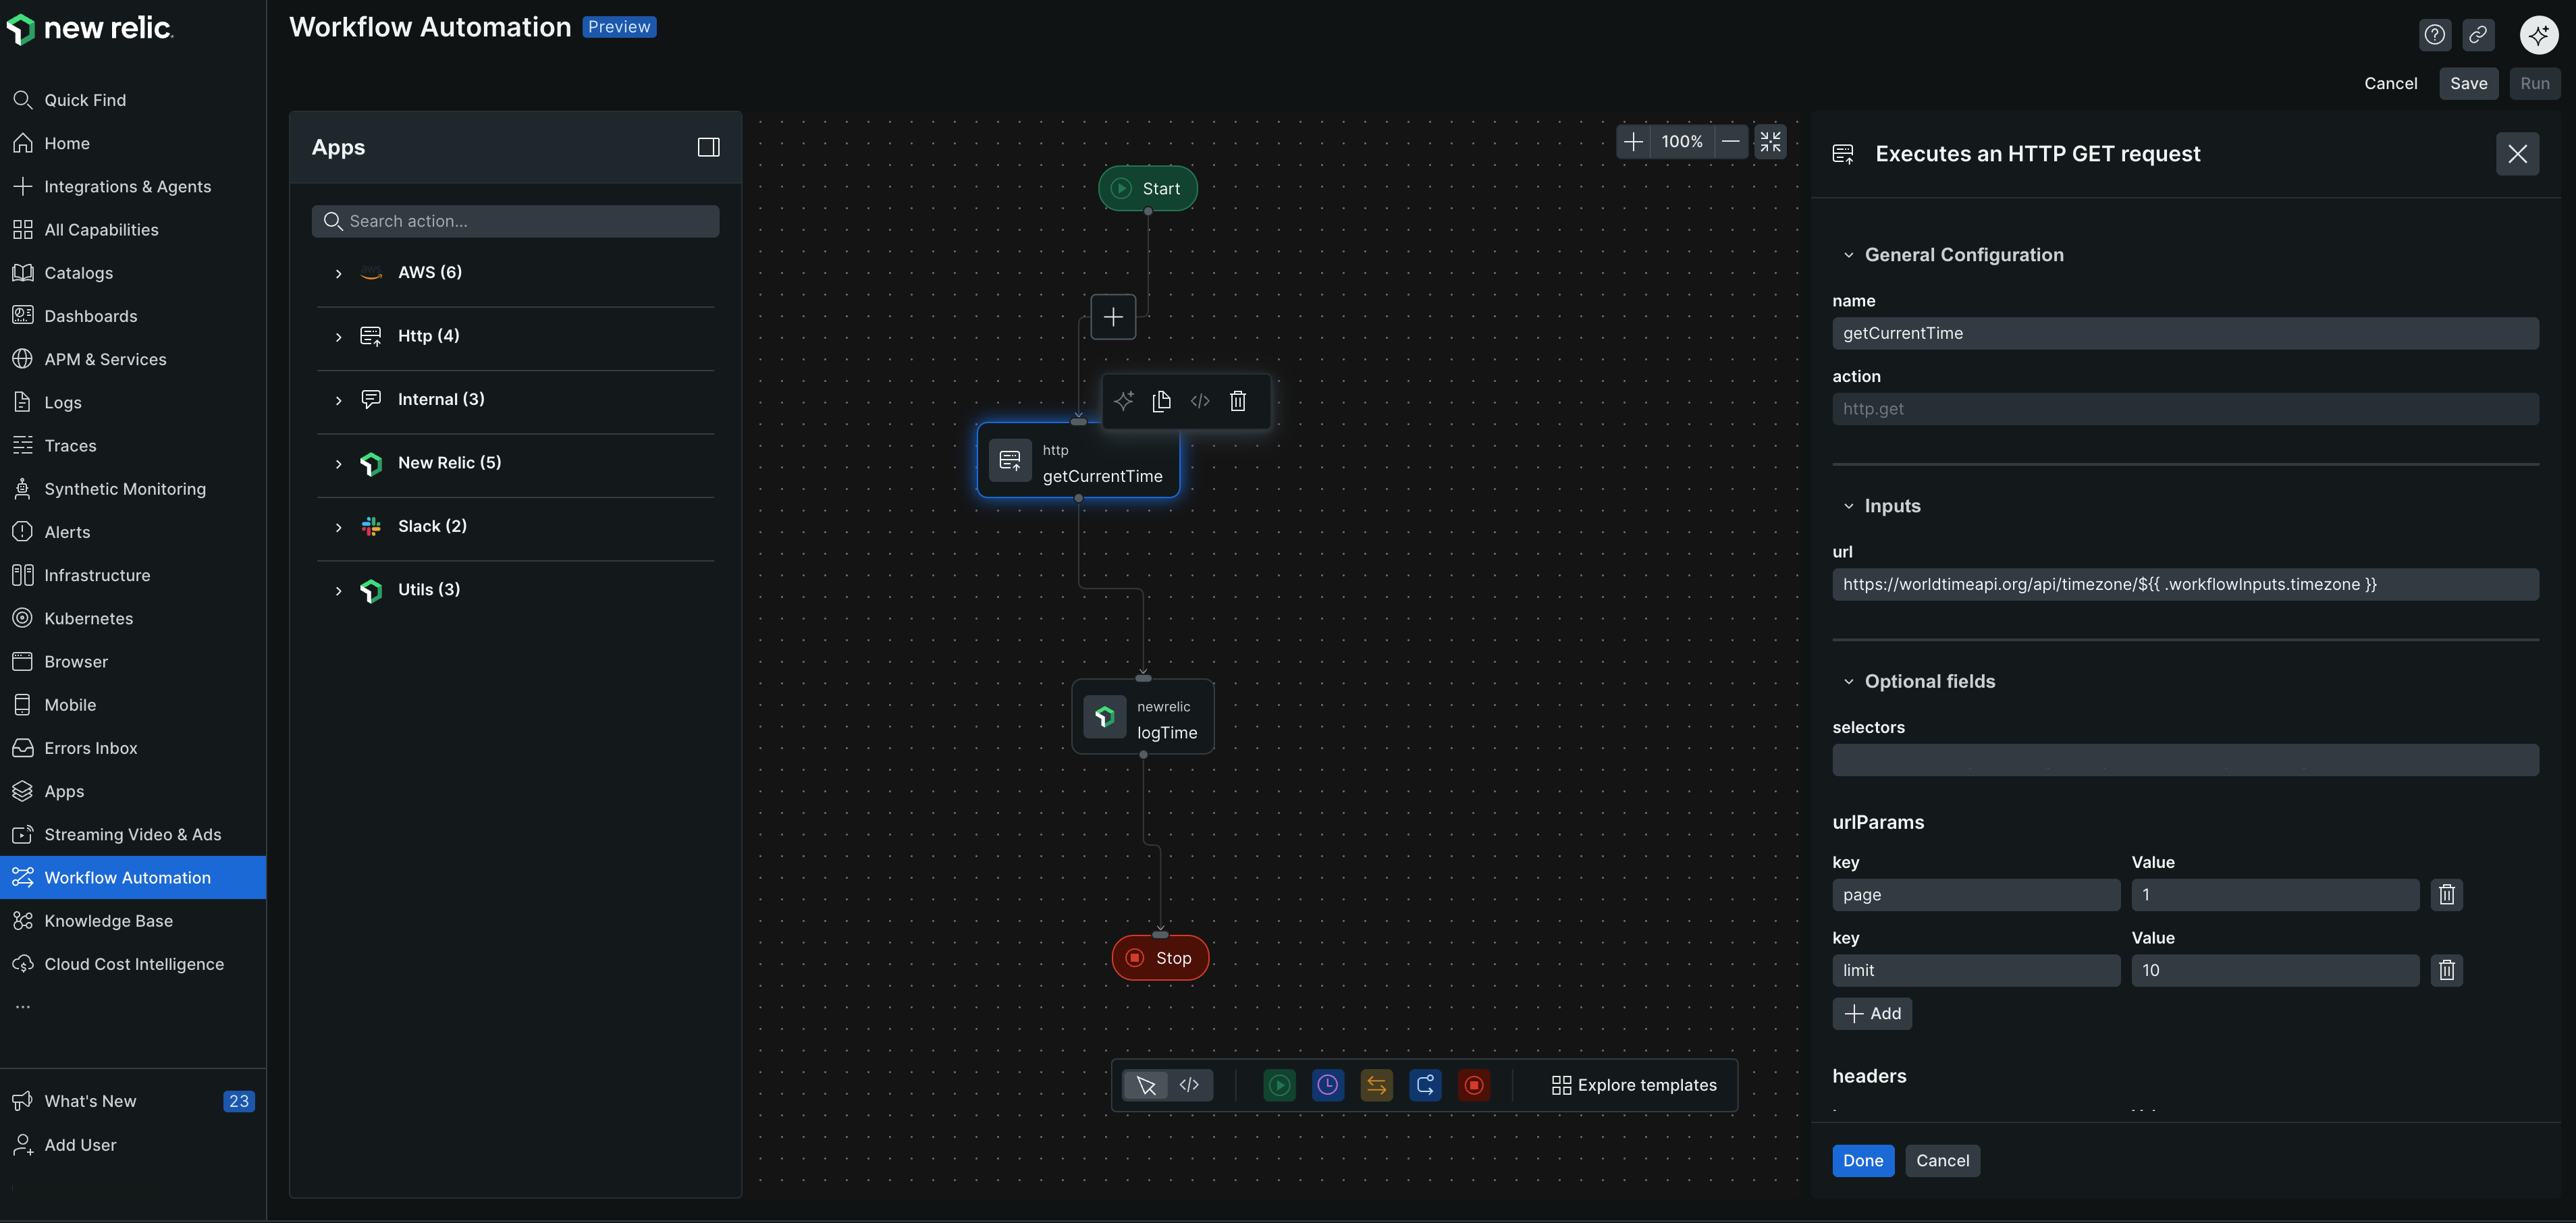 new relic.
Quick Find
Home
Integrations & Agents
All Capabilities
Catalogs
Dashboards
APM & Services
Logs
Traces
Synthetic Monitoring
Alerts
Infrastructure
Kubernetes
Browser
Mobile
Errors Inbox
Apps
Streaming Video & Ads
Workflow Automation
Knowledge Base
Cloud Cost Intelligence
...
What's New 23
Add User
Workflow Automation Preview
Cancel Save Run
Apps
Search action...
AWS (6)
Http (4)
Internal (3)
New Relic (5)
Slack (2)
Utils (3)
100%
Start
http
getCurrentTime
newrelic
logTime
Stop
Explore templates
Executes an HTTP GET request
General Configuration
name
getCurrentTime
action
http.get
Inputs
url
https://worldtimeapi.org/api/timezone/${{ .workflowInputs.timezone }}
Optional fields
selectors
urlParams
key Value
page 1
key Value
limit 10
Add
headers
Done Cancel